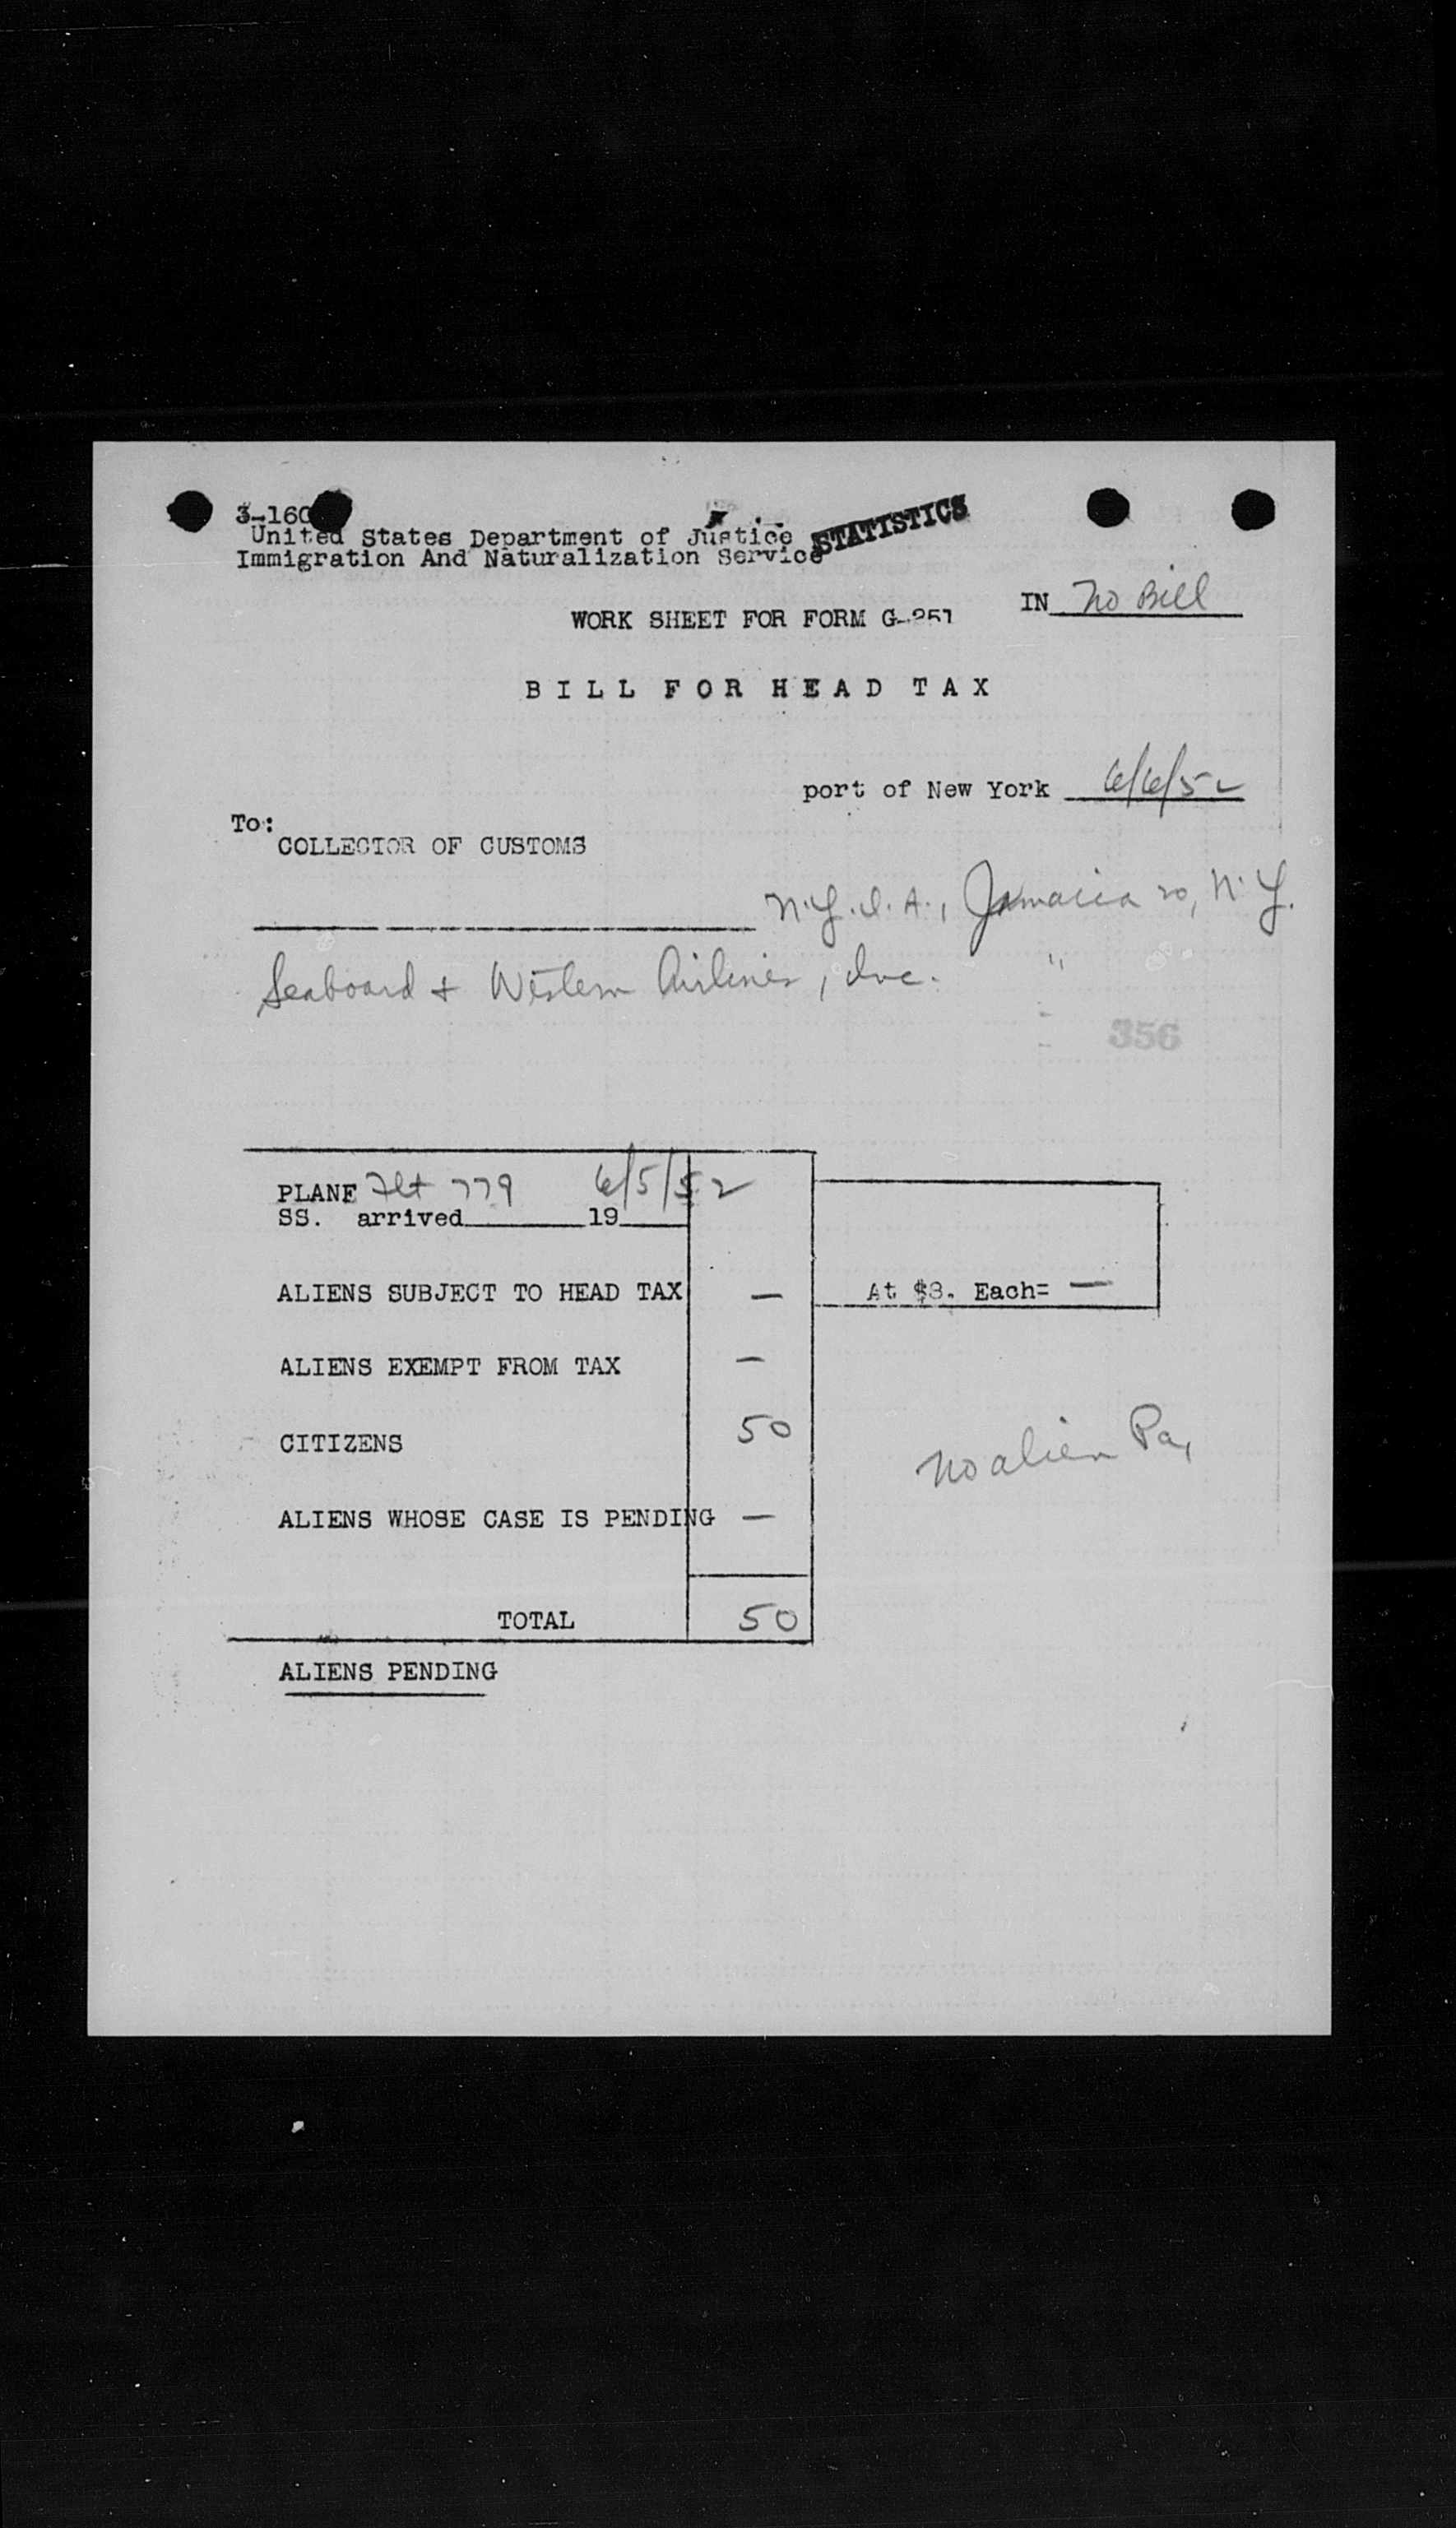 3-160
STATISTICS
United States Department of Justice
Immigration And Naturalization Service
IN No Bill
WORK SHEET FOR FORM G-251
BILL FOR HEAD TAX
port of New York 6/6/52
To:
COLLECTOR OF CUSTOMS
N.Y.I.A., Jamaica 20, N.Y.
Seaboard & Western Airlines, Inc. "
356
PLANE Flt 779 6/5/52
SS. arrived 19
ALIENS SUBJECT TO HEAD TAX — At $8. Each= —
ALIENS EXEMPT FROM TAX —
CITIZENS 50
No alien Pa,
ALIENS WHOSE CASE IS PENDING —
TOTAL 50
ALIENS PENDING